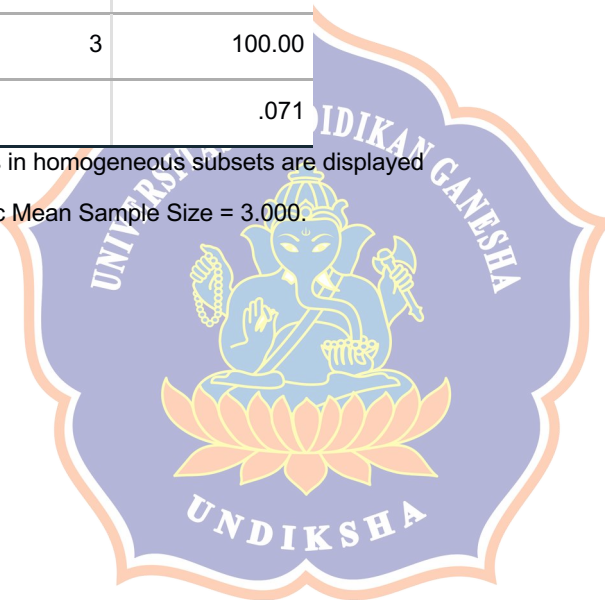 3 100.00
.071
in homogeneous subsets are displayed
Mean Sample Size = 3.000.
UNIVERSITAS PENDIDIKAN GANESHA
UNDIKSHA